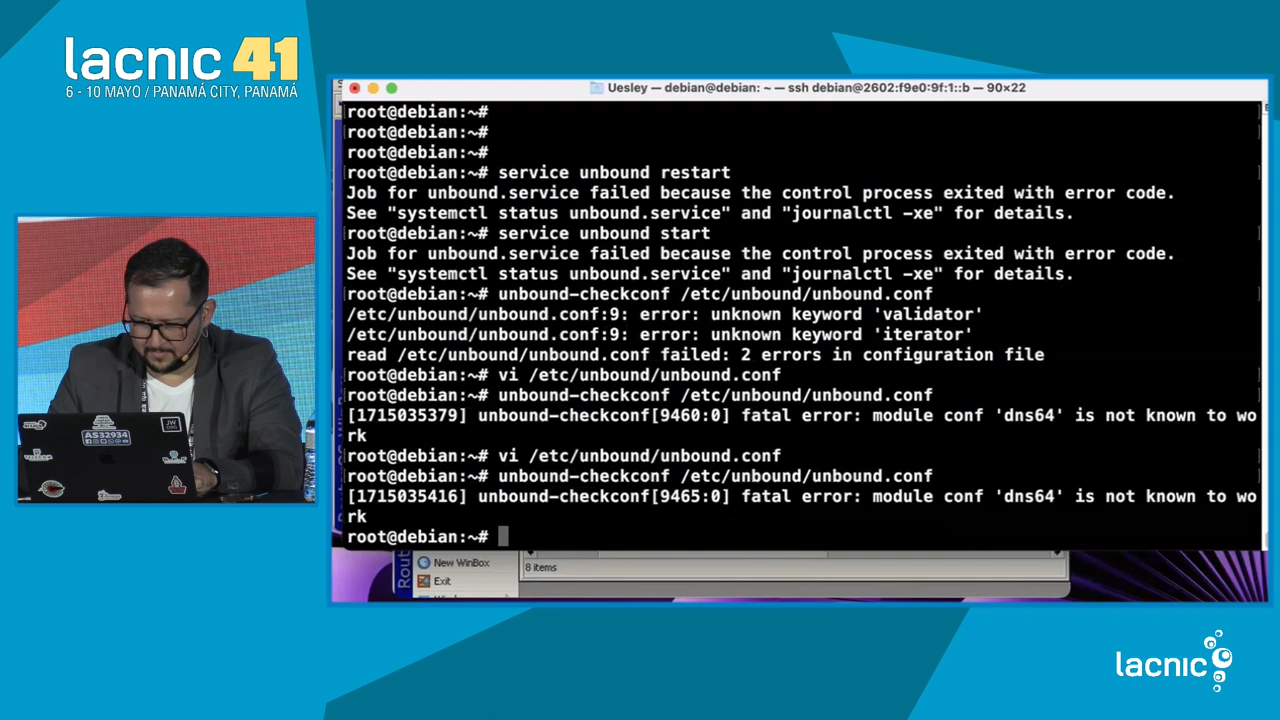 lacnic 41
6 - 10 MAYO / PANAMÁ CITY, PANAMÁ
Uesley — debian@debian: ~ — ssh debian@2602:f9e0:9f:1::b — 90×22
root@debian:~#
root@debian:~#
root@debian:~#
root@debian:~# service unbound restart
Job for unbound.service failed because the control process exited with error code.
See "systemctl status unbound.service" and "journalctl -xe" for details.
root@debian:~# service unbound start
Job for unbound.service failed because the control process exited with error code.
See "systemctl status unbound.service" and "journalctl -xe" for details.
root@debian:~# unbound-checkconf /etc/unbound/unbound.conf
/etc/unbound/unbound.conf:9: error: unknown keyword 'validator'
/etc/unbound/unbound.conf:9: error: unknown keyword 'iterator'
read /etc/unbound/unbound.conf failed: 2 errors in configuration file
root@debian:~# vi /etc/unbound/unbound.conf
root@debian:~# unbound-checkconf /etc/unbound/unbound.conf
[1715035379] unbound-checkconf[9460:0] fatal error: module conf 'dns64' is not known to wo
rk
root@debian:~# vi /etc/unbound/unbound.conf
root@debian:~# unbound-checkconf /etc/unbound/unbound.conf
[1715035416] unbound-checkconf[9465:0] fatal error: module conf 'dns64' is not known to wo
rk
root@debian:~#
New WinBox
Exit
8 items
AS32934
JW
lacnic